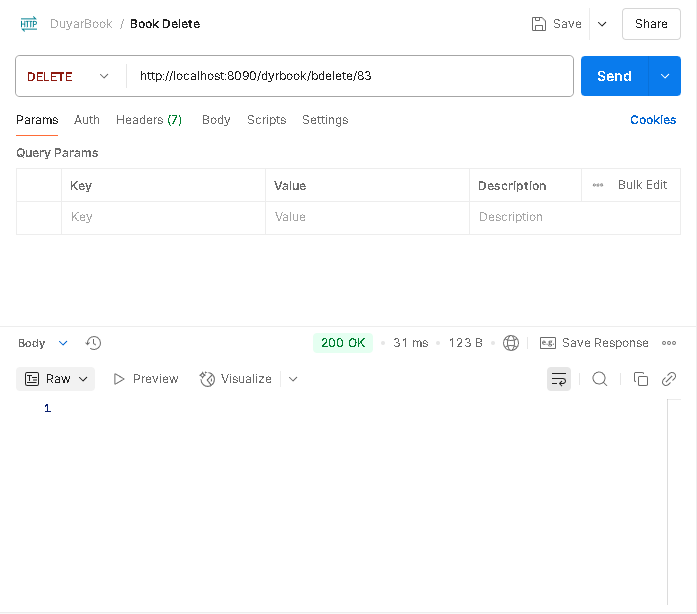 HTTP DuyarBook / Book Delete Save Share
DELETE http://localhost:8090/dyrbook/bdelete/83 Send
Params Auth Headers (7) Body Scripts Settings Cookies
Query Params
Key Value Description ••• Bulk Edit
Key Value Description
Body 200 OK • 31 ms • 123 B • e.g. Save Response •••
Raw Preview Visualize
1